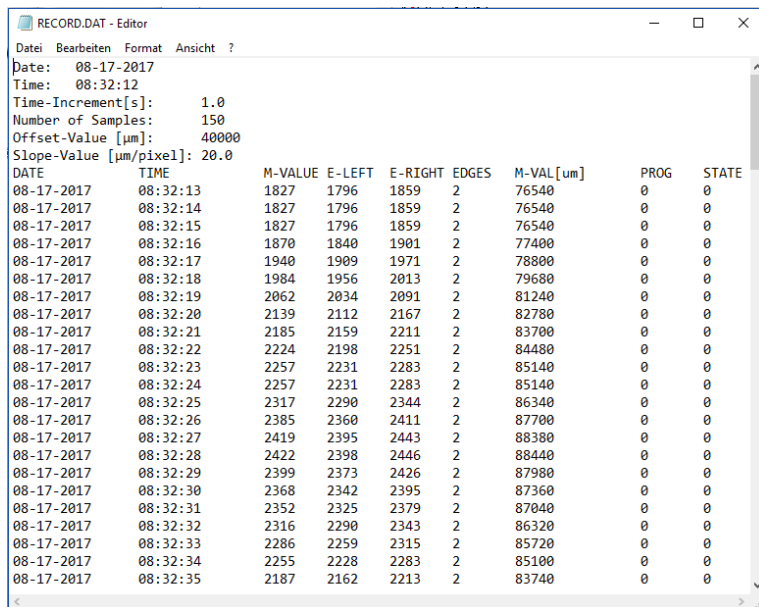 RECORD.DAT - Editor
Datei Bearbeiten Format Ansicht ?
Date: 08-17-2017
Time: 08:32:12
Time-Increment[s]: 1.0
Number of Samples: 150
Offset-Value [µm]: 40000
Slope-Value [µm/pixel]: 20.0
DATE TIME M-VALUE E-LEFT E-RIGHT EDGES M-VAL[um] PROG STATE
08-17-2017 08:32:13 1827 1796 1859 2 76540 0 0
08-17-2017 08:32:14 1827 1796 1859 2 76540 0 0
08-17-2017 08:32:15 1827 1796 1859 2 76540 0 0
08-17-2017 08:32:16 1870 1840 1901 2 77400 0 0
08-17-2017 08:32:17 1940 1909 1971 2 78800 0 0
08-17-2017 08:32:18 1984 1956 2013 2 79680 0 0
08-17-2017 08:32:19 2062 2034 2091 2 81240 0 0
08-17-2017 08:32:20 2139 2112 2167 2 82780 0 0
08-17-2017 08:32:21 2185 2159 2211 2 83700 0 0
08-17-2017 08:32:22 2224 2198 2251 2 84480 0 0
08-17-2017 08:32:23 2257 2231 2283 2 85140 0 0
08-17-2017 08:32:24 2257 2231 2283 2 85140 0 0
08-17-2017 08:32:25 2317 2290 2344 2 86340 0 0
08-17-2017 08:32:26 2385 2360 2411 2 87700 0 0
08-17-2017 08:32:27 2419 2395 2443 2 88380 0 0
08-17-2017 08:32:28 2422 2398 2446 2 88440 0 0
08-17-2017 08:32:29 2399 2373 2426 2 87980 0 0
08-17-2017 08:32:30 2368 2342 2395 2 87360 0 0
08-17-2017 08:32:31 2352 2325 2379 2 87040 0 0
08-17-2017 08:32:32 2316 2290 2343 2 86320 0 0
08-17-2017 08:32:33 2286 2259 2315 2 85720 0 0
08-17-2017 08:32:34 2255 2228 2283 2 85100 0 0
08-17-2017 08:32:35 2187 2162 2213 2 83740 0 0